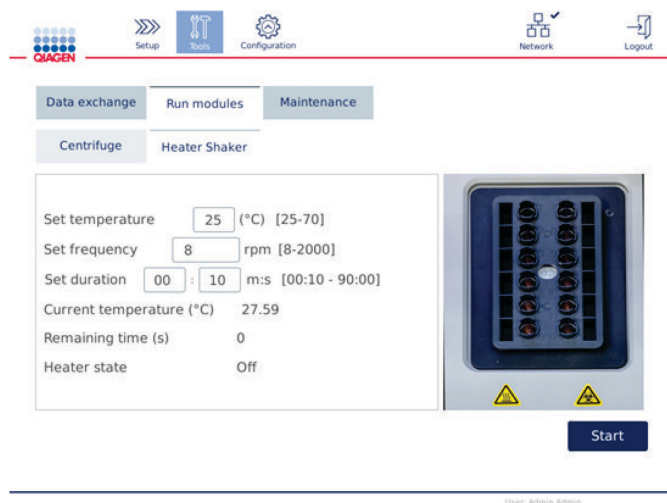 QIAGEN
Setup
Tools
Configuration
Network
Logout
Data exchange
Run modules
Maintenance
Centrifuge
Heater Shaker
Set temperature 25 (°C) [25-70]
Set frequency 8 rpm [8-2000]
Set duration 00 : 10 m:s [00:10 - 90:00]
Current temperature (°C) 27.59
Remaining time (s) 0
Heater state Off
Start
User: Admin Admin